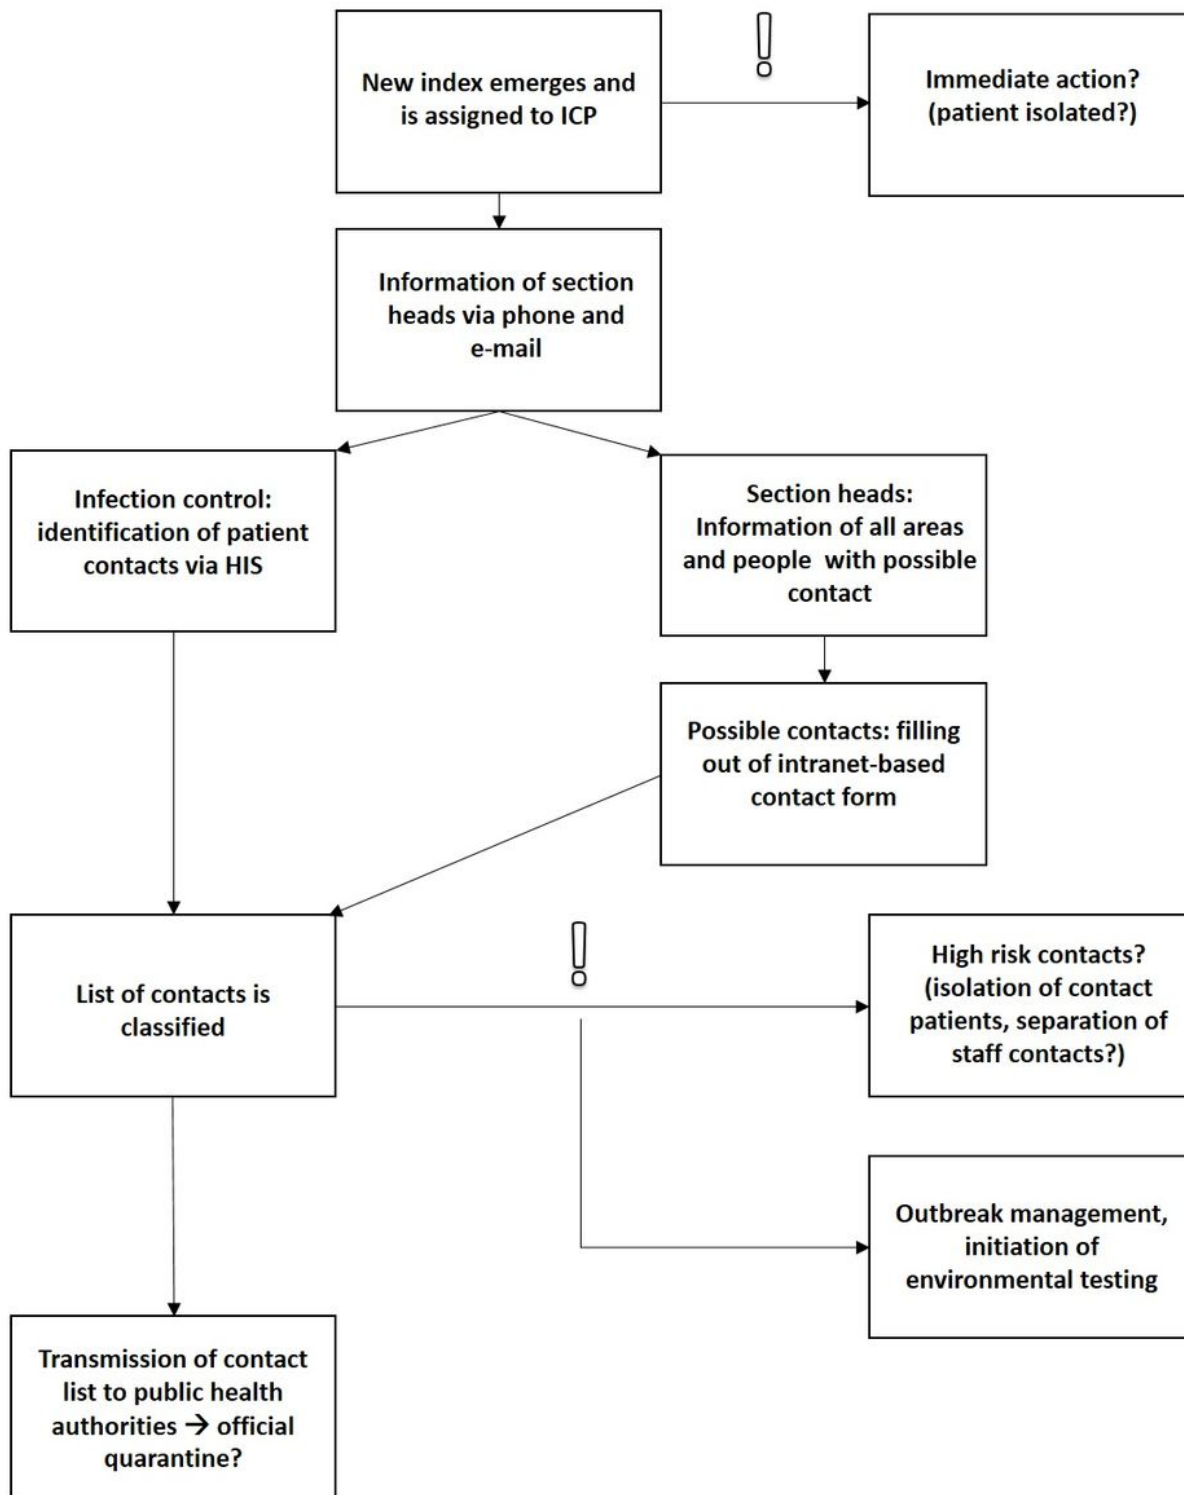 New index emerges and
is assigned to ICP
!
Immediate action?
(patient isolated?)
Information of section
heads via phone and
e-mail
Infection control:
identification of patient
contacts via HIS
Section heads:
Information of all areas
and people with possible
contact
Possible contacts: filling
out of intranet-based
contact form
List of contacts is
classified
!
High risk contacts?
(isolation of contact
patients, separation of
staff contacts?)
Outbreak management,
initiation of
environmental testing
Transmission of contact
list to public health
authorities → official
quarantine?